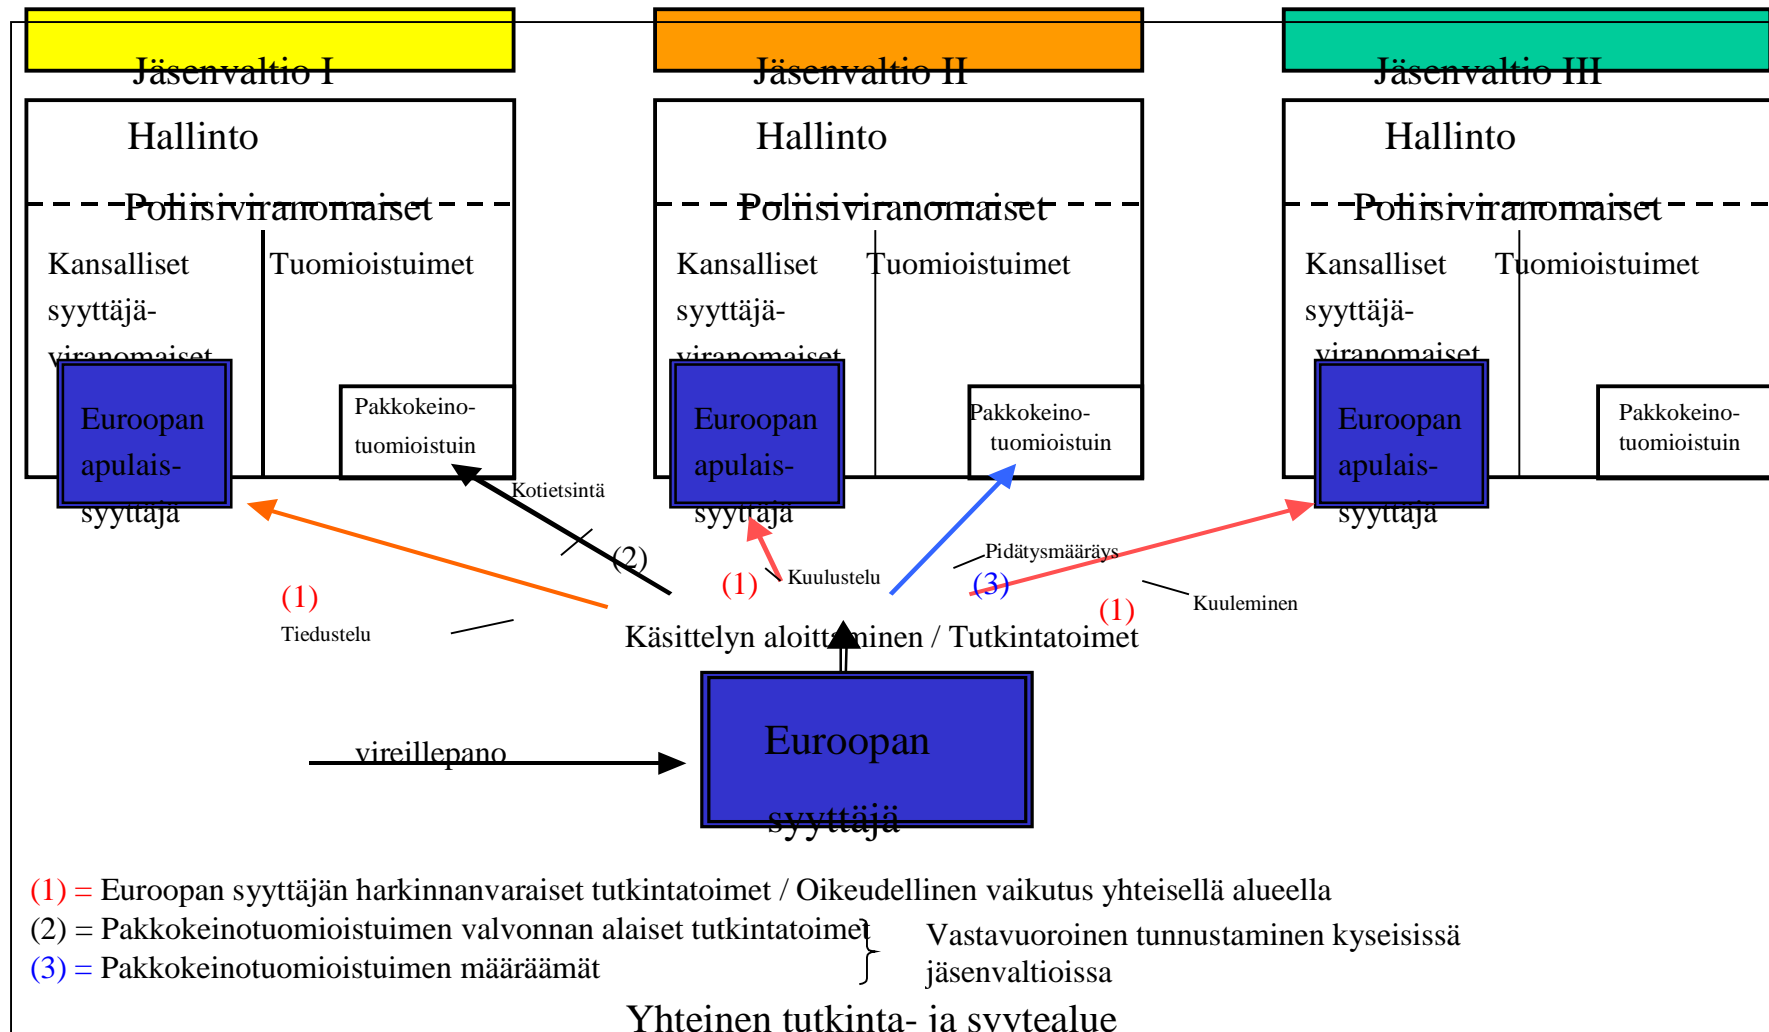 Jäsenvaltio I
Jäsenvaltio II
Jäsenvaltio III
Hallinto
Hallinto
Hallinto
Poliisiviranomaiset
Poliisiviranomaiset
Poliisiviranomaiset
Kansalliset
syyttäjä-
viranomaiset
Tuomioistuimet
Kansalliset
syyttäjä-
viranomaiset
Tuomioistuimet
Kansalliset
syyttäjä-
viranomaiset
Tuomioistuimet
Euroopan
apulais-
syyttäjä
Pakkokeino-
tuomioistuin
Euroopan
apulais-
syyttäjä
Pakkokeino-
tuomioistuin
Euroopan
apulais-
syyttäjä
Pakkokeino-
tuomioistuin
Kotietsintä
(2)
(1)
Kuulustelu
Pidätysmääräys
(3)
(1)
Kuuleminen
(1)
Tiedustelu
Käsittelyn aloittaminen / Tutkintatoimet
vireillepano
Euroopan
syyttäjä
(1) = Euroopan syyttäjän harkinnanvaraiset tutkintatoimet / Oikeudellinen vaikutus yhteisellä alueella
(2) = Pakkokeinotuomioistuimen valvonnan alaiset tutkintatoimet
(3) = Pakkokeinotuomioistuimen määräämät
Vastavuoroinen tunnustaminen kyseisissä
jäsenvaltioissa
Yhteinen tutkinta- ja syytealue